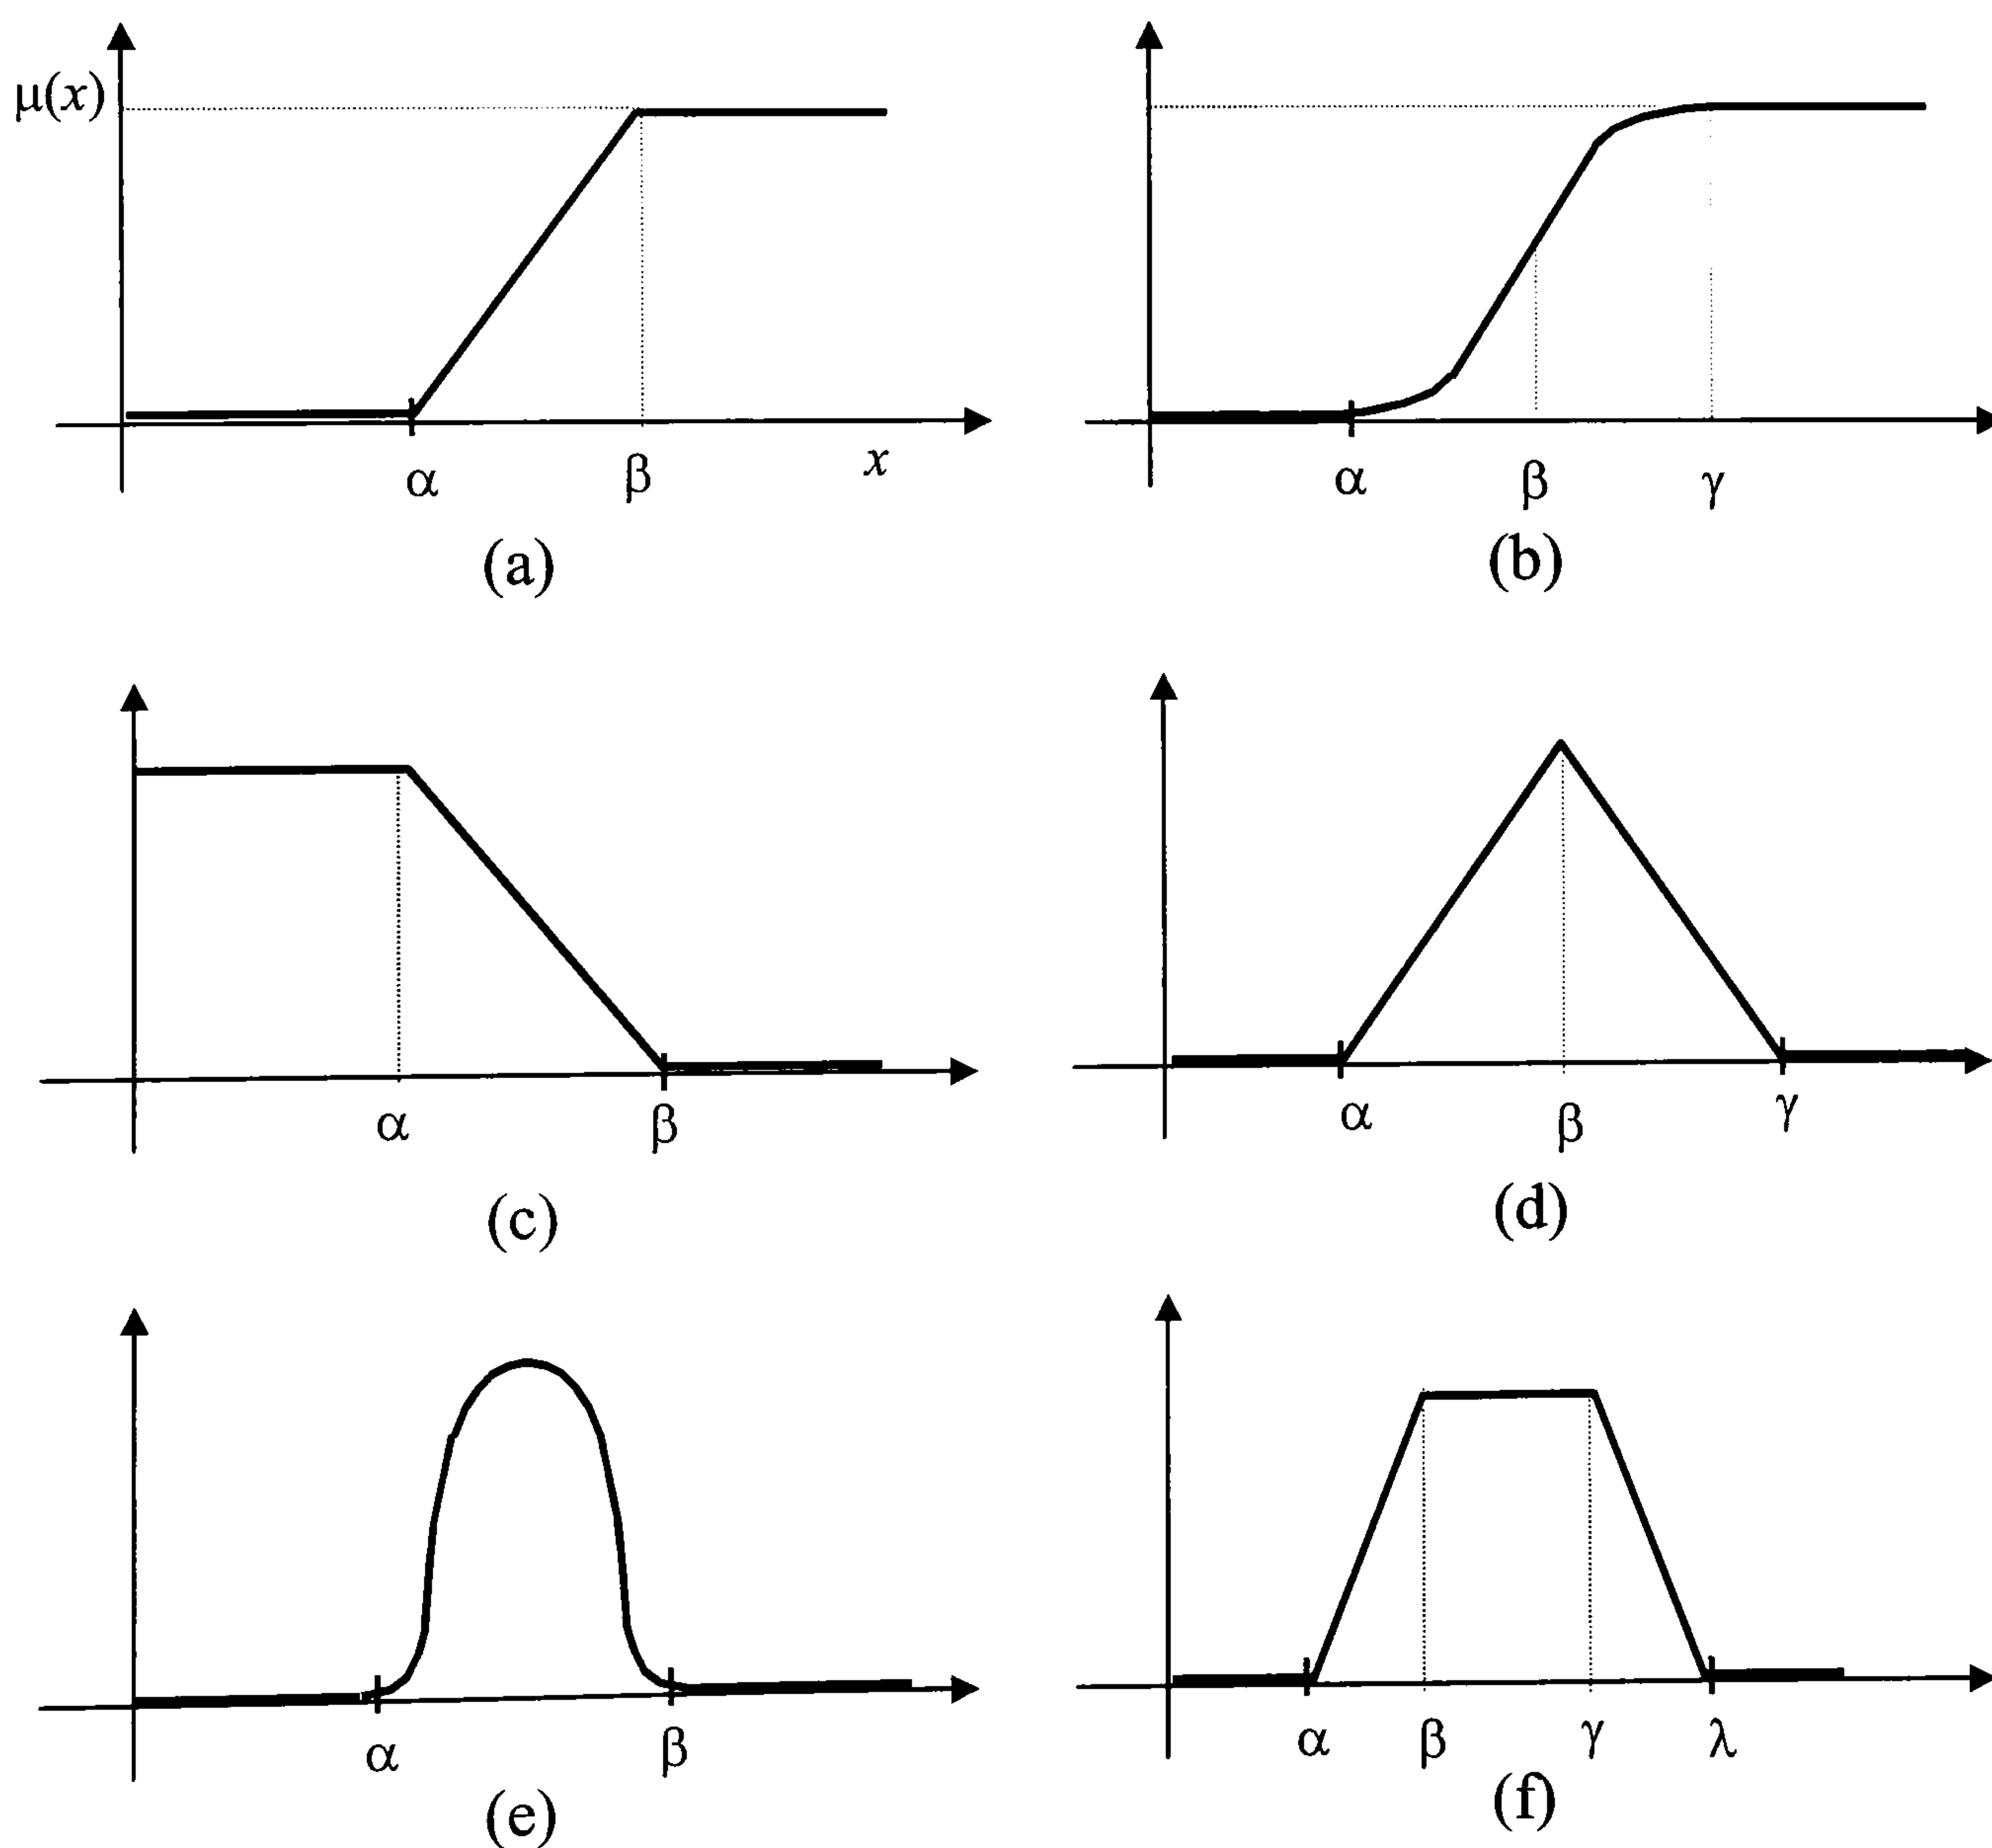 μ(x)
α β x
(a)
α β γ
(b)
α β
(c)
α β γ
(d)
α β
(e)
α β γ λ
(f)